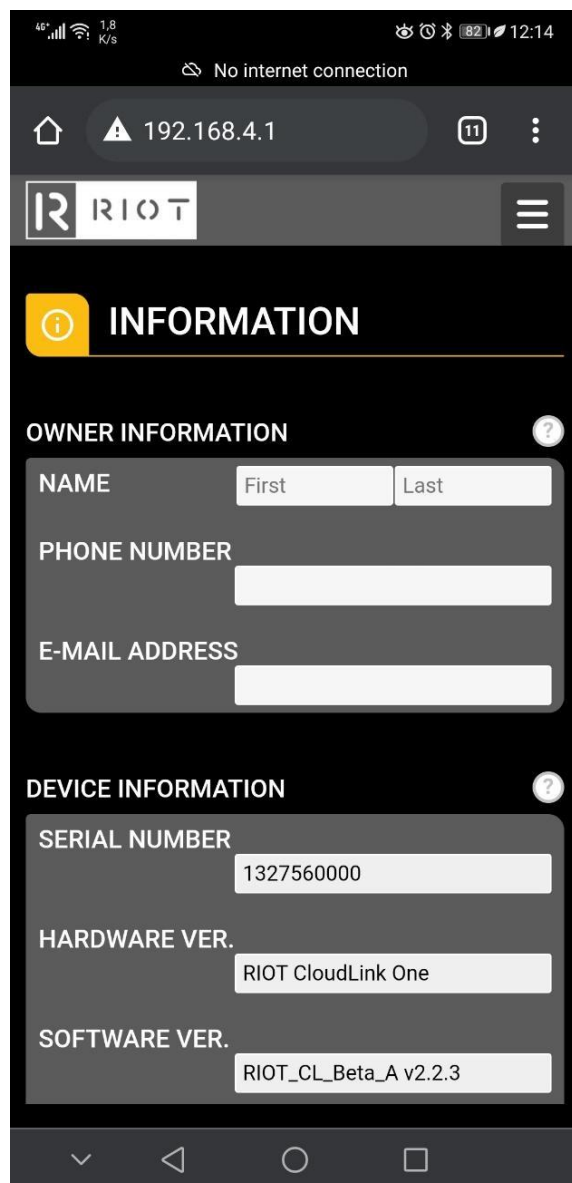 4G+ 1,8 K/s 82 12:14
No internet connection
192.168.4.1 11
RIOT
INFORMATION
OWNER INFORMATION ?
NAME First Last
PHONE NUMBER
E-MAIL ADDRESS
DEVICE INFORMATION ?
SERIAL NUMBER
1327560000
HARDWARE VER.
RIOT CloudLink One
SOFTWARE VER.
RIOT_CL_Beta_A v2.2.3